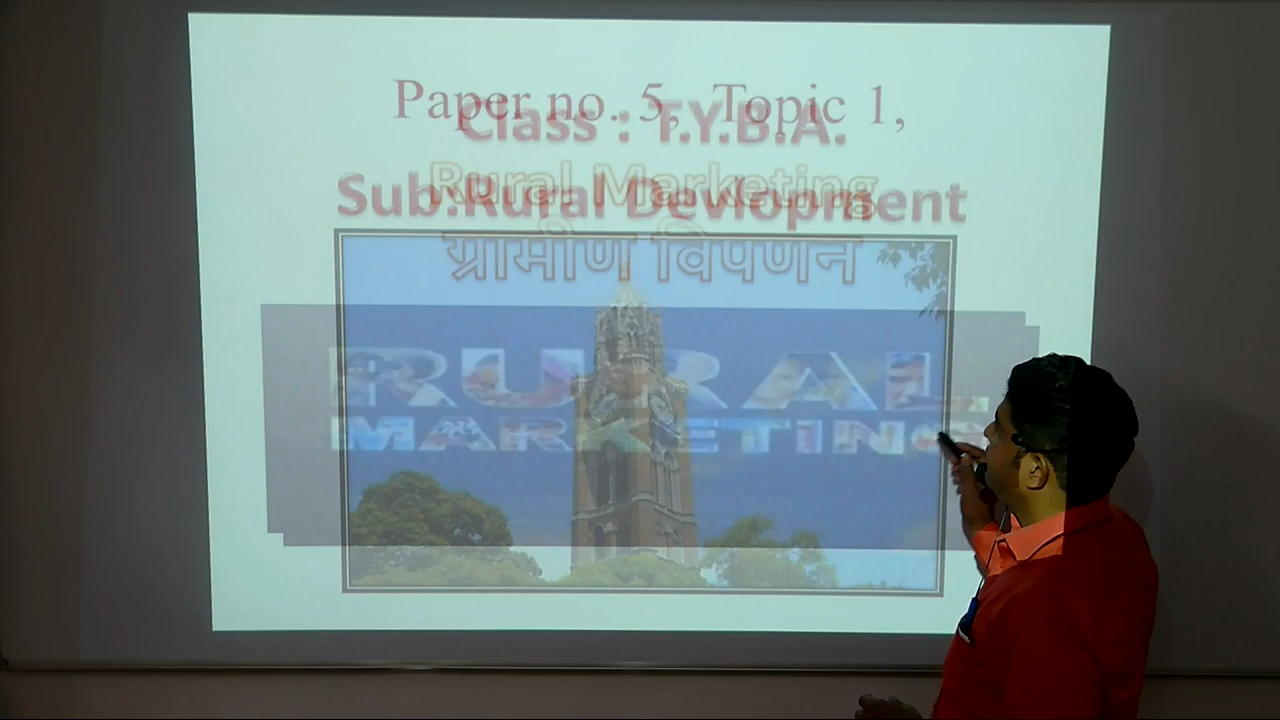 Paper no. 5, Topic 1,
Class : T.Y.B.A.
Rural Marketing
Sub:Rural Devlopment
ग्रामीण विपणन
RURAL
MARKETING